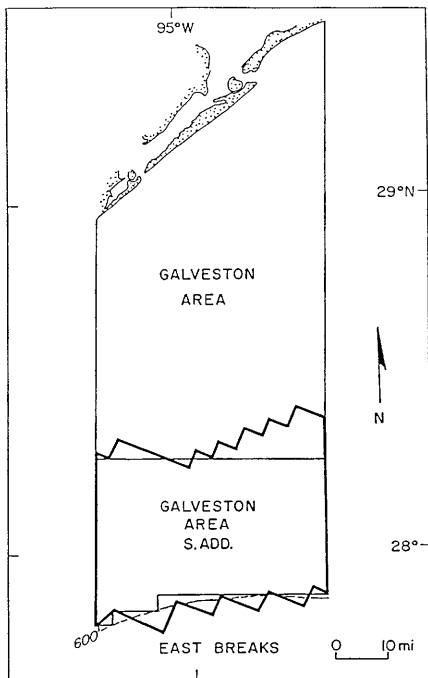 95°W
29°N
GALVESTON
AREA
N
GALVESTON
AREA
S.ADD.
28°
600
EAST BREAKS
0 10 mi